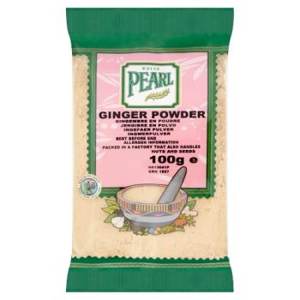 WHITE
PEARL
GINGER POWDER
GINGEMBRE EN POUDRE
JENGIBRE EN POLVO
INGEFAER PULVER
INGWERPULVER
BEST BEFORE END
ALLERGEN INFORMATION
PACKED IN A FACTORY THAT ALSO HANDLES
NUTS AND SEEDS
100g e